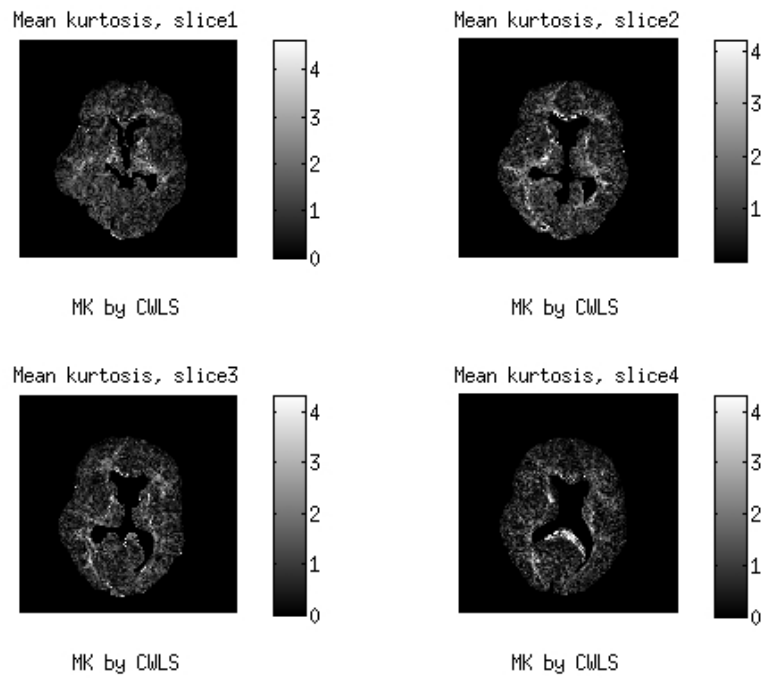 Mean kurtosis, slice1
4
3
2
1
0
MK by CWLS
Mean kurtosis, slice2
4
3
2
1
MK by CWLS
Mean kurtosis, slice3
4
3
2
1
0
MK by CWLS
Mean kurtosis, slice4
4
3
2
1
0
MK by CWLS